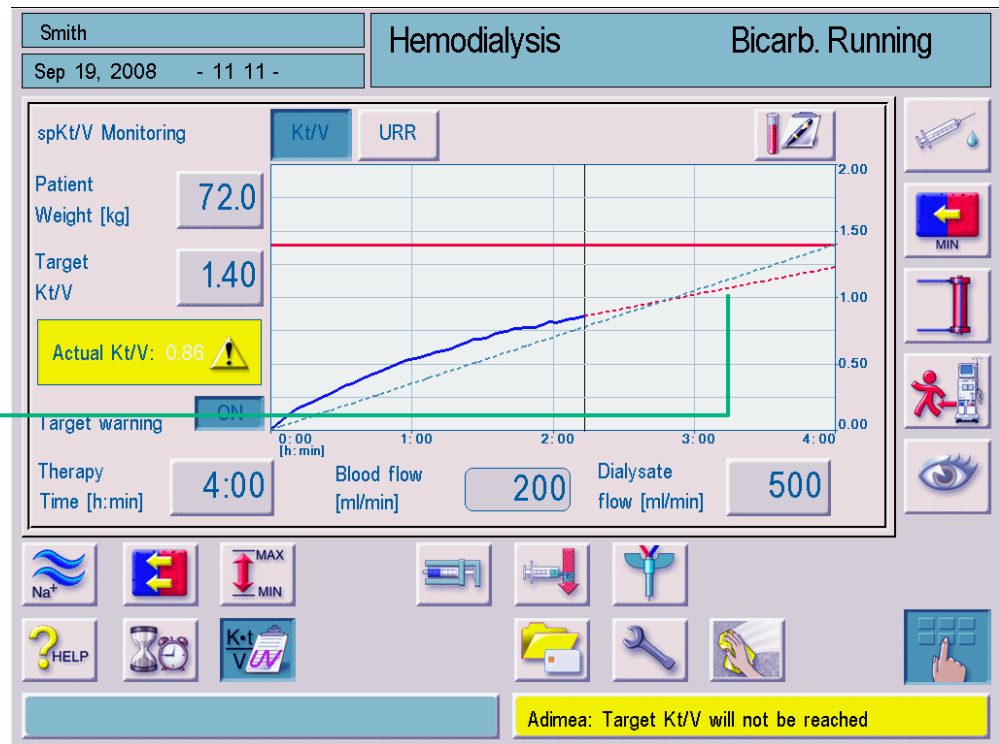 Smith
Hemodialysis Bicarb. Running
Sep 19, 2008 - 11 11 -
spKt/V Monitoring Kt/V URR
Patient
Weight [kg] 72.0
Target
Kt/V 1.40
Actual Kt/V: 0.86
Target warning ON
2.00
1.50
1.00
0.50
0.00
0:00 1:00 2:00 3:00 4:00
[h:min]
Therapy
Time [h:min] 4:00
Blood flow
[ml/min] 200
Dialysate
flow [ml/min] 500
MIN
Na+
MAX
MIN
HELP
K•t
V
UV
Adimea: Target Kt/V will not be reached